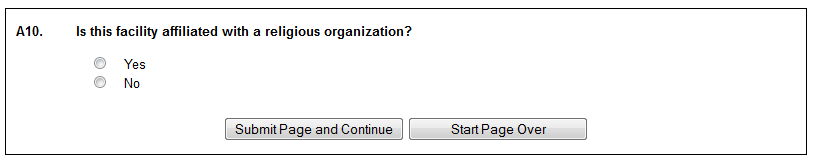 A10. Is this facility affiliated with a religious organization?
Yes
No
Submit Page and Continue Start Page Over